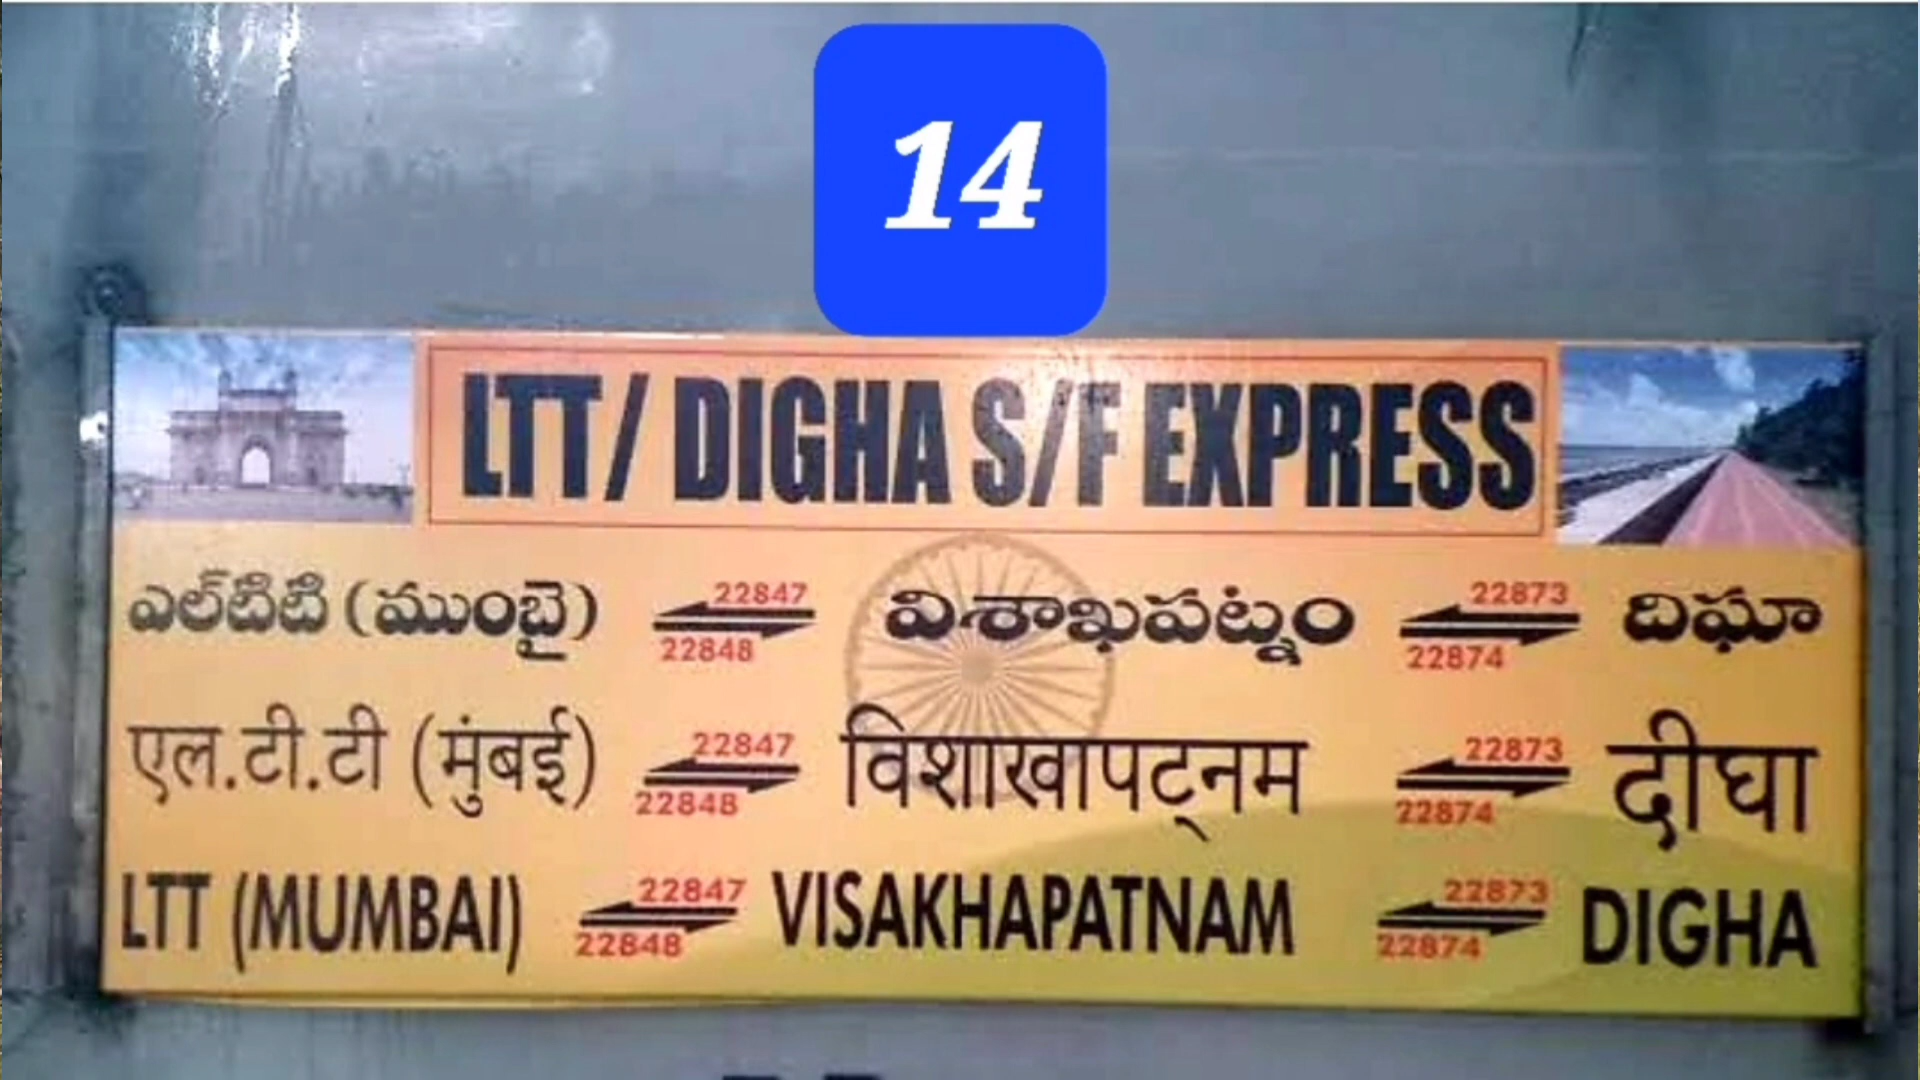 14
LTT/ DIGHA S/F EXPRESS
ఎల్‌టిటి (ముంబై) 22847 22848 విశాఖపట్నం 22873 22874 దిఘా
एल.टी.टी (मुंबई) 22847 22848 विशाखापट्नम 22873 22874 दीघा
LTT (MUMBAI) 22847 22848 VISAKHAPATNAM 22873 22874 DIGHA